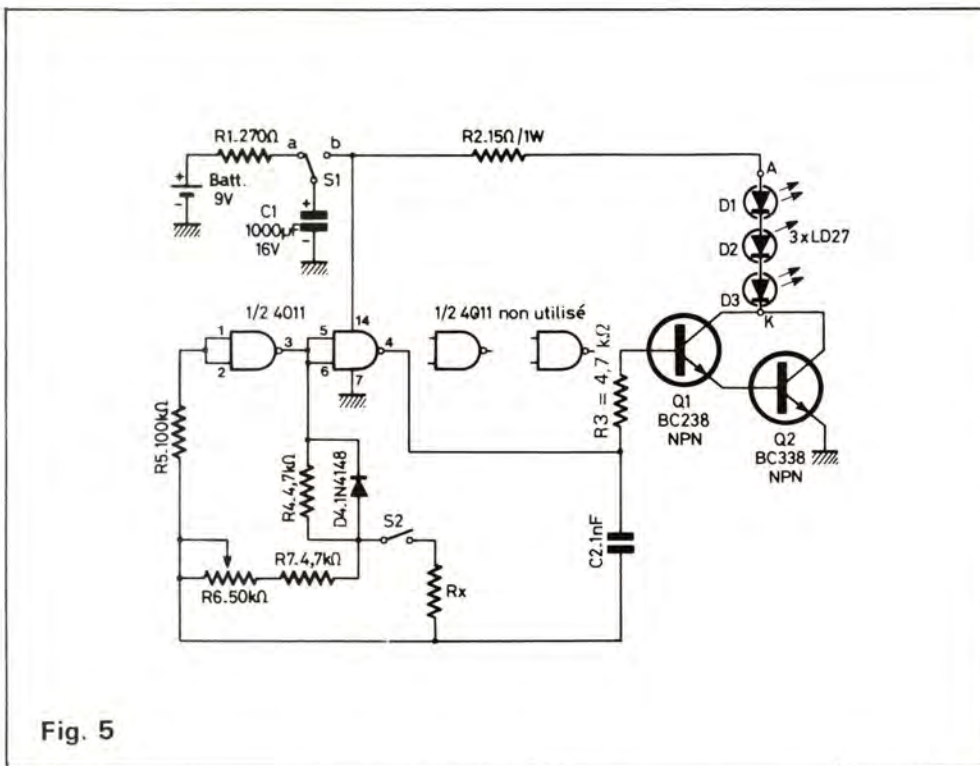 R1.270Ω
a
b
R2.15Ω/1W
+
Batt.
9V
-
S1
+
C1
1000µF
16V
-
A
D1
D2
3xLD27
D3
K
1/2 4011
14
1/2 4011 non utilisé
1
2
3
5
6
4
7
R5.100kΩ
R3 = 4,7 kΩ
Q1
BC238
NPN
Q2
BC338
NPN
R4.4,7kΩ
D4.1N4148
S2
C2.1nF
R7.4,7kΩ
R6.50kΩ
Rx
Fig. 5